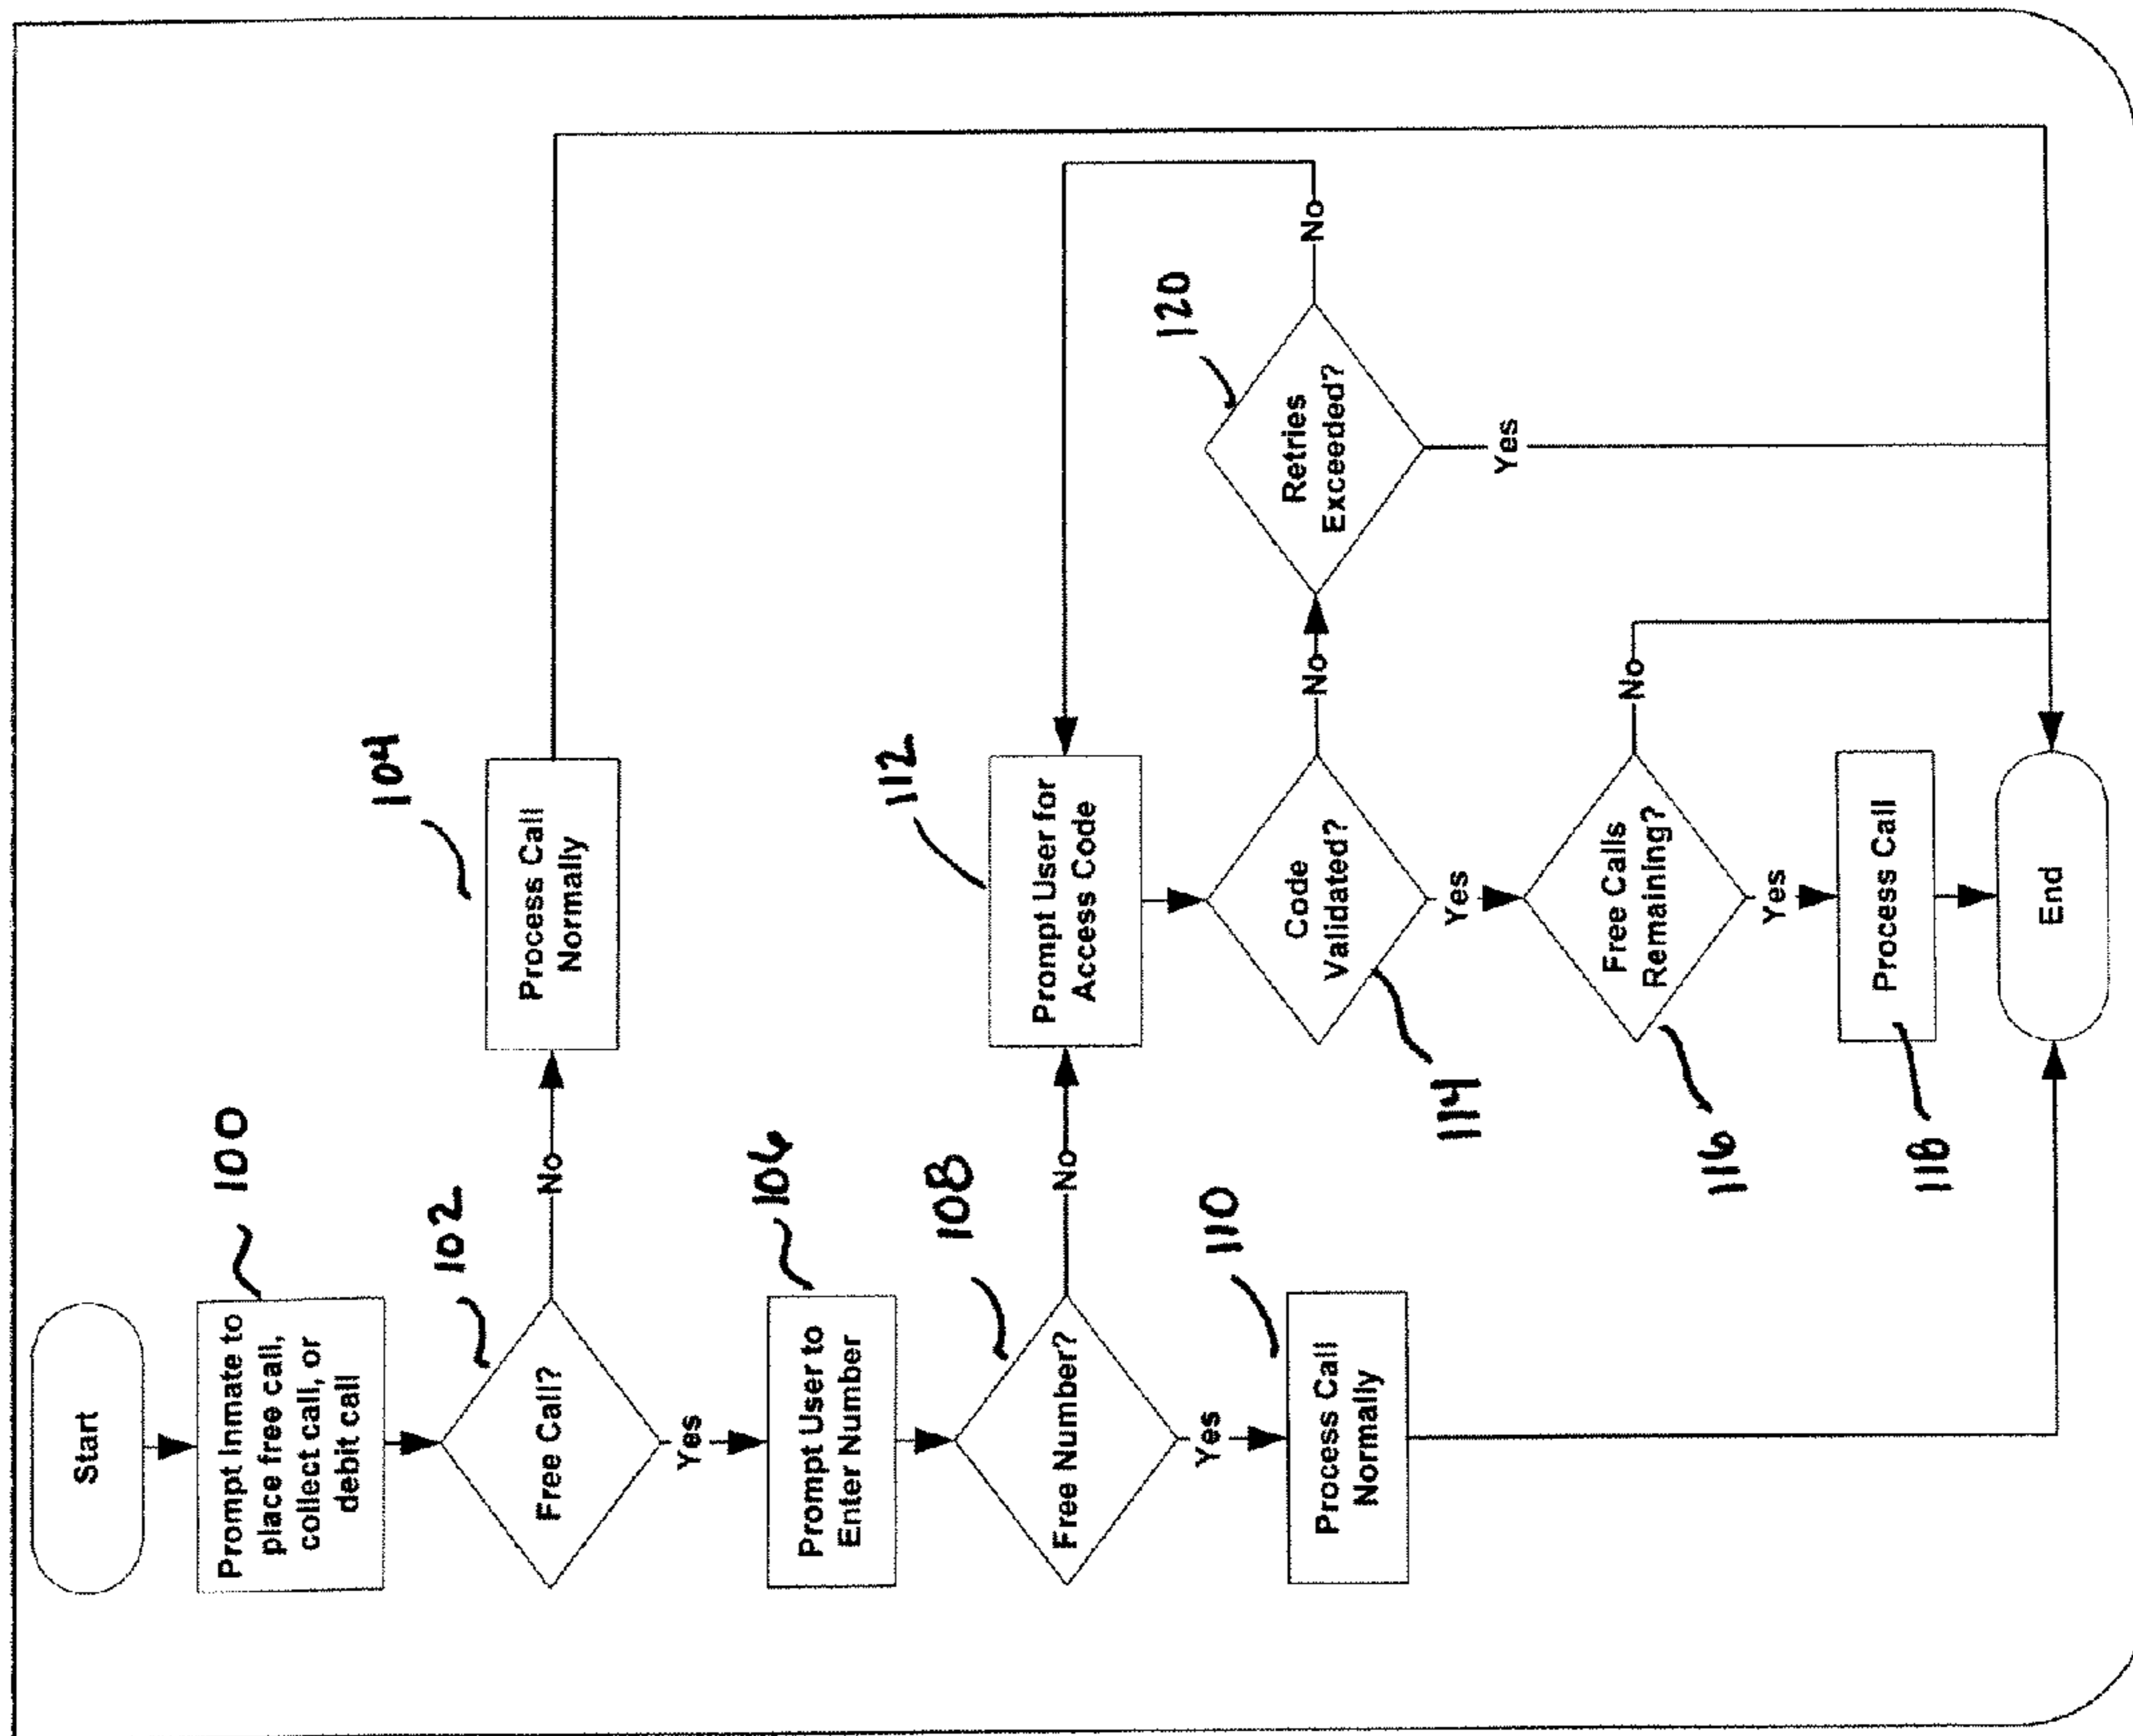 Start
Prompt Inmate to
place free call,
collect call, or
debit call
100
Free Call?
102
No
Process Call
Normally
104
Yes
Prompt User to
Enter Number
106
Free Number?
108
No
Prompt User for
Access Code
112
Yes
Process Call
Normally
110
Code
Validated?
114
No
Retries
Exceeded?
120
No
Yes
Yes
Free Calls
Remaining?
116
No
Yes
Process Call
118
End